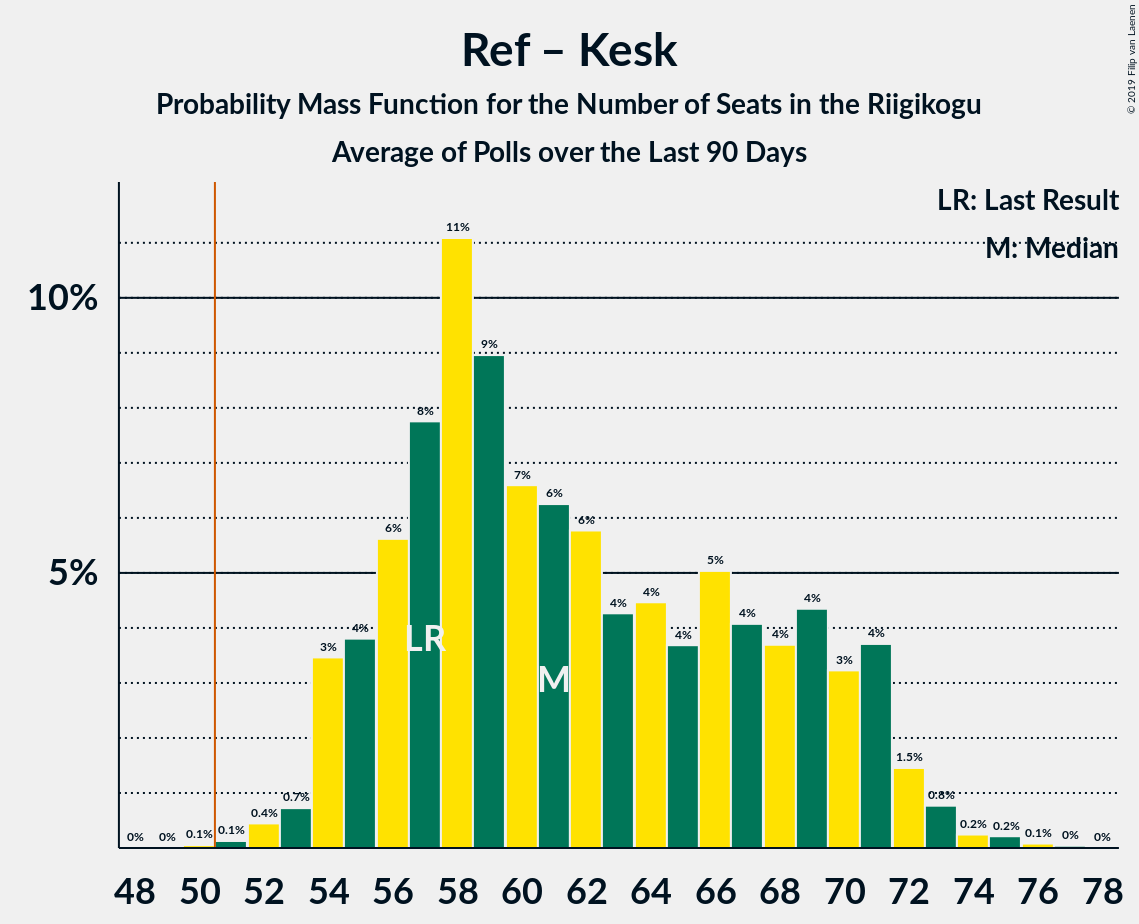 Ref – Kesk
Probability Mass Function for the Number of Seats in the Riigikogu
Average of Polls over the Last 90 Days
© 2019 Filip van Laenen
LR: Last Result
M: Median
10%
5%
0% 0% 0.1% 0.1% 0.4% 0.7% 3% 4% 6% 8% 11% 9% 7% 6% 6% 4% 4% 4% 5% 4% 4% 4% 3% 4% 1.5% 0.8% 0.2% 0.2% 0.1% 0% 0%
LR
M
48 50 52 54 56 58 60 62 64 66 68 70 72 74 76 78